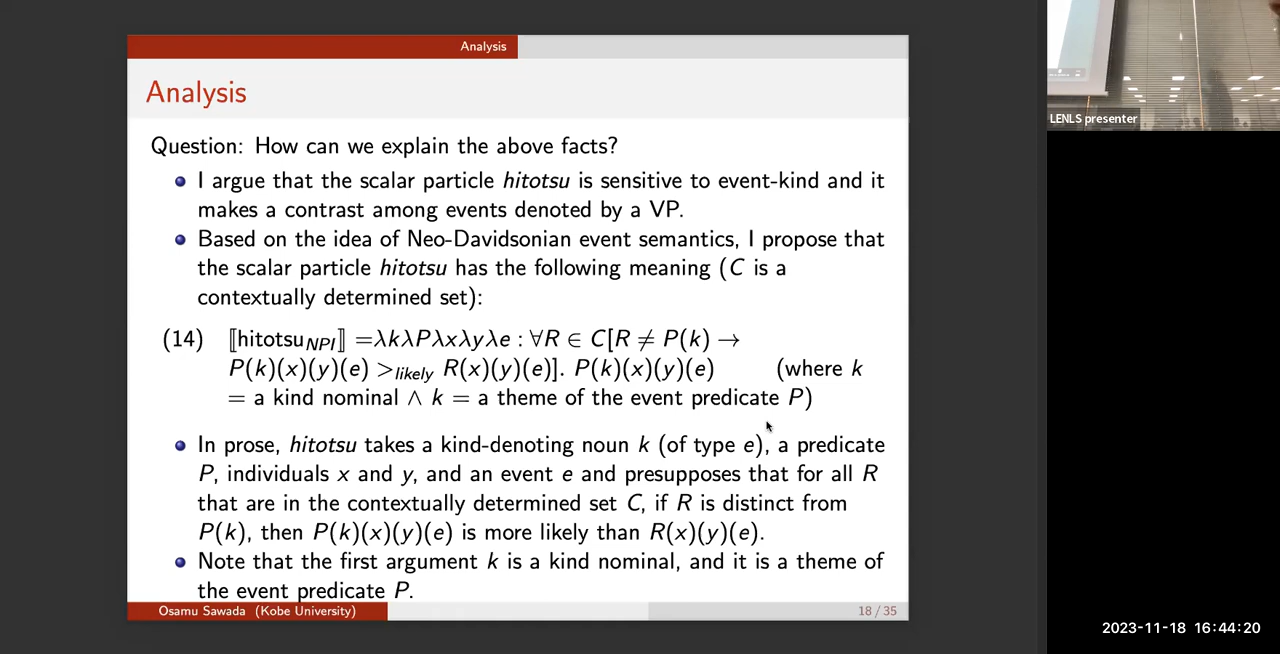 Analysis
Analysis
Question: How can we explain the above facts?
I argue that the scalar particle hitotsu is sensitive to event-kind and it
makes a contrast among events denoted by a VP.
Based on the idea of Neo-Davidsonian event semantics, I propose that
the scalar particle hitotsu has the following meaning (C is a
contextually determined set):
(14) ⟦hitotsu_NPI⟧ =λkλPλxλyλe : ∀R ∈ C[R ≠ P(k) →
P(k)(x)(y)(e) >_likely R(x)(y)(e)]. P(k)(x)(y)(e) (where k
= a kind nominal ∧ k = a theme of the event predicate P)
In prose, hitotsu takes a kind-denoting noun k (of type e), a predicate
P, individuals x and y, and an event e and presupposes that for all R
that are in the contextually determined set C, if R is distinct from
P(k), then P(k)(x)(y)(e) is more likely than R(x)(y)(e).
Note that the first argument k is a kind nominal, and it is a theme of
the event predicate P.
Osamu Sawada (Kobe University)
18 / 35
LENLS presenter
2023-11-18 16:44:20